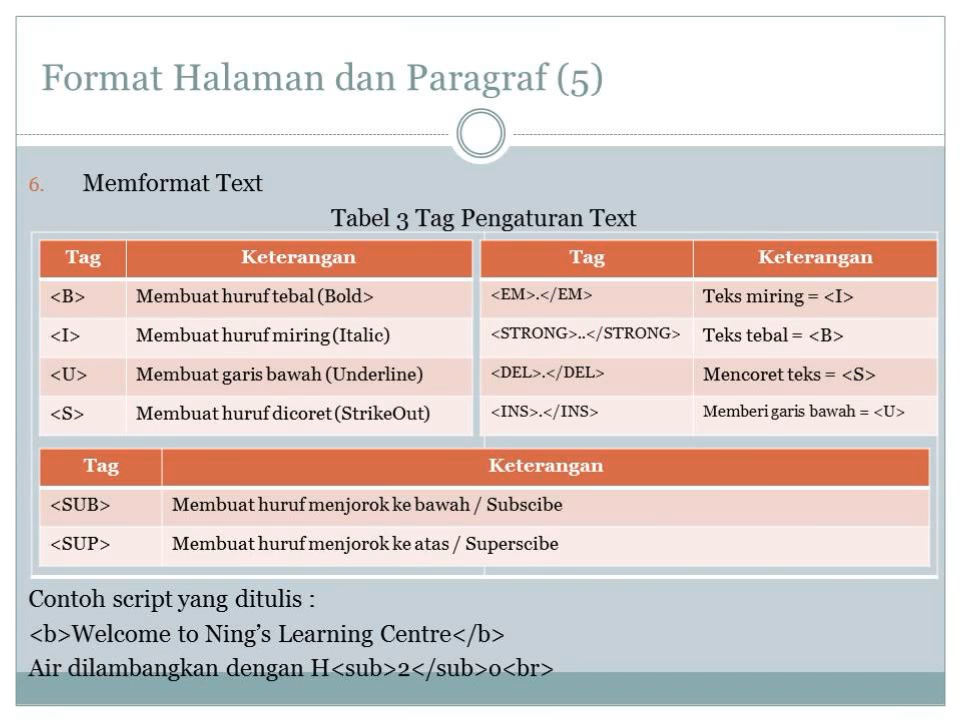 Format Halaman dan Paragraf (5)
6. Memformat Text
Tabel 3 Tag Pengaturan Text
Tag Keterangan
<B> Membuat huruf tebal (Bold>
<I> Membuat huruf miring (Italic)
<U> Membuat garis bawah (Underline)
<S> Membuat huruf dicoret (StrikeOut)
Tag Keterangan
<EM>.</EM> Teks miring = <I>
<STRONG>..</STRONG> Teks tebal = <B>
<DEL>.</DEL> Mencoret teks = <S>
<INS>.</INS> Memberi garis bawah = <U>
Tag Keterangan
<SUB> Membuat huruf menjorok ke bawah / Subscibe
<SUP> Membuat huruf menjorok ke atas / Superscibe
Contoh script yang ditulis :
<b>Welcome to Ning’s Learning Centre</b>
Air dilambangkan dengan H<sub>2</sub>o<br>